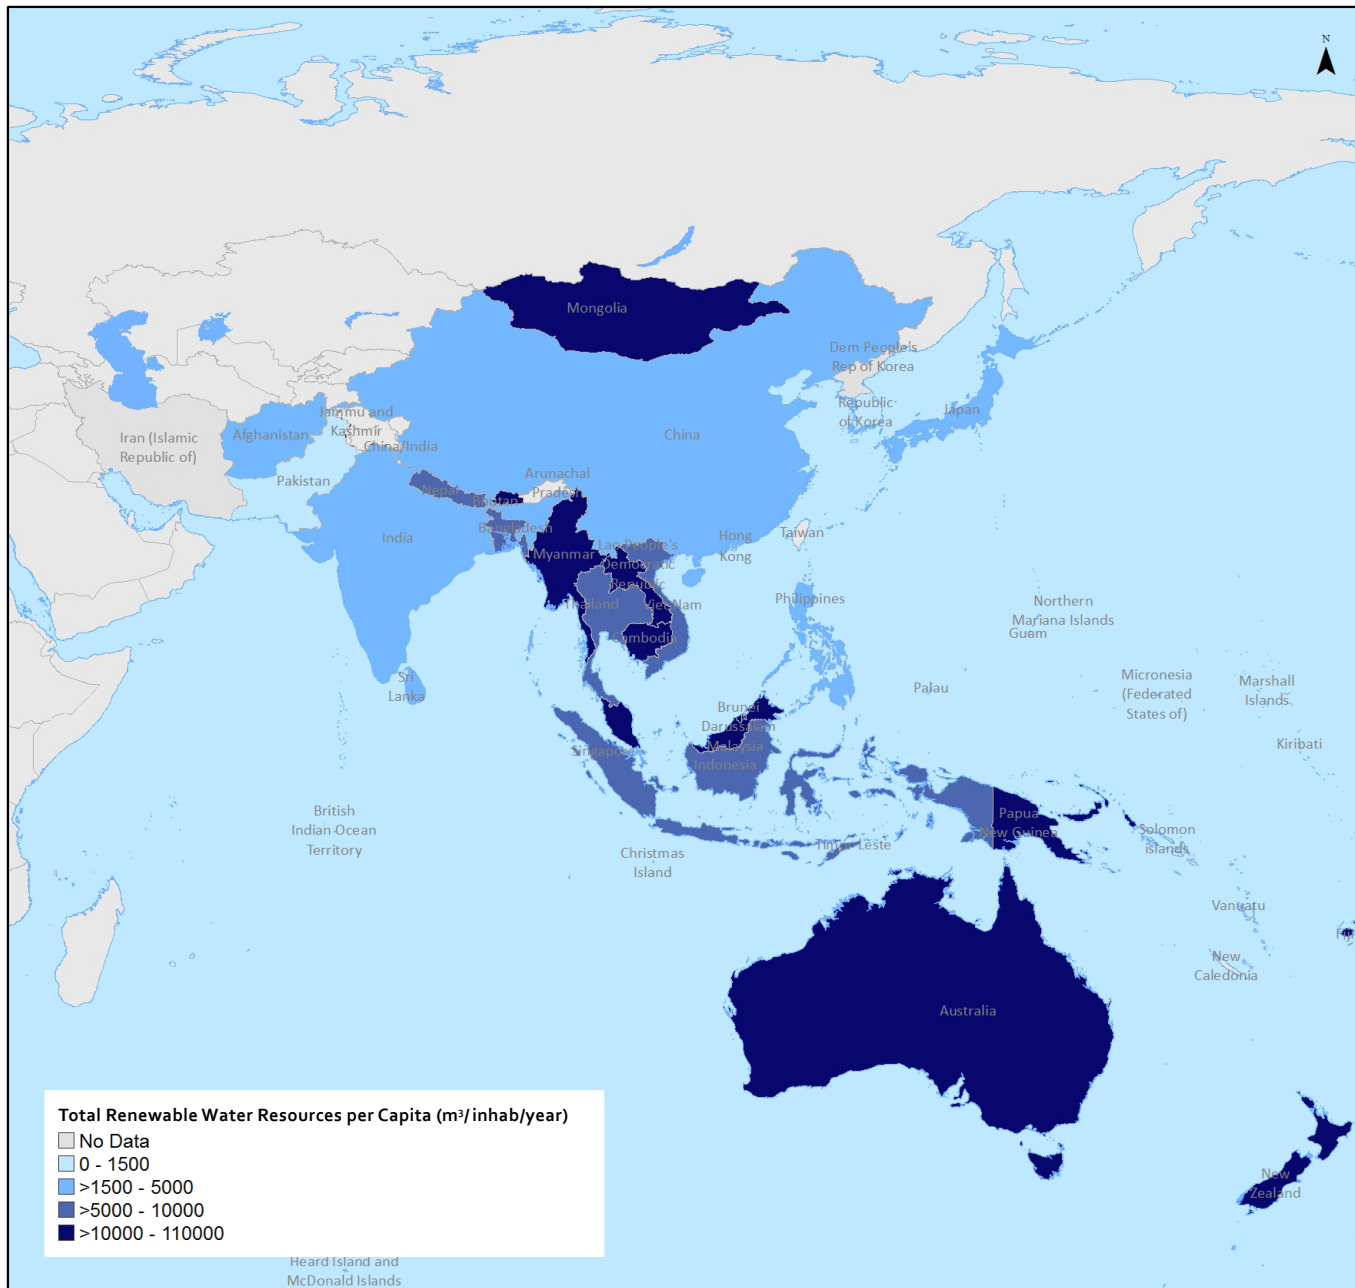 N
Mongolia
Dem People's
Rep of Korea
Republic
of Korea
Japan
Jammu and
Kashmir
China/India
Iran (Islamic
Republic of)
Afghanistan
Pakistan
China
Arunachal
Pradesh
Nepal
Bhutan
Bangladesh
India
Myanmar
Lao People's
Democratic
Republic
Hong
Kong
Taiwan
Thailand
Viet Nam
Cambodia
Philippines
Northern
Mariana Islands
Guam
Sri
Lanka
Palau
Micronesia
(Federated
States of)
Marshall
Islands
Kiribati
Brunei
Darussalam
Malaysia
Singapore
Indonesia
British
Indian Ocean
Territory
Christmas
Island
Timor-Leste
Papua
New Guinea
Solomon
islands
Vanuatu
Fiji
New
Caledonia
Australia
New
Zealand
Total Renewable Water Resources per Capita (m³/inhab/year)
No Data
0 - 1500
>1500 - 5000
>5000 - 10000
>10000 - 110000
Heard Island and
McDonald Islands